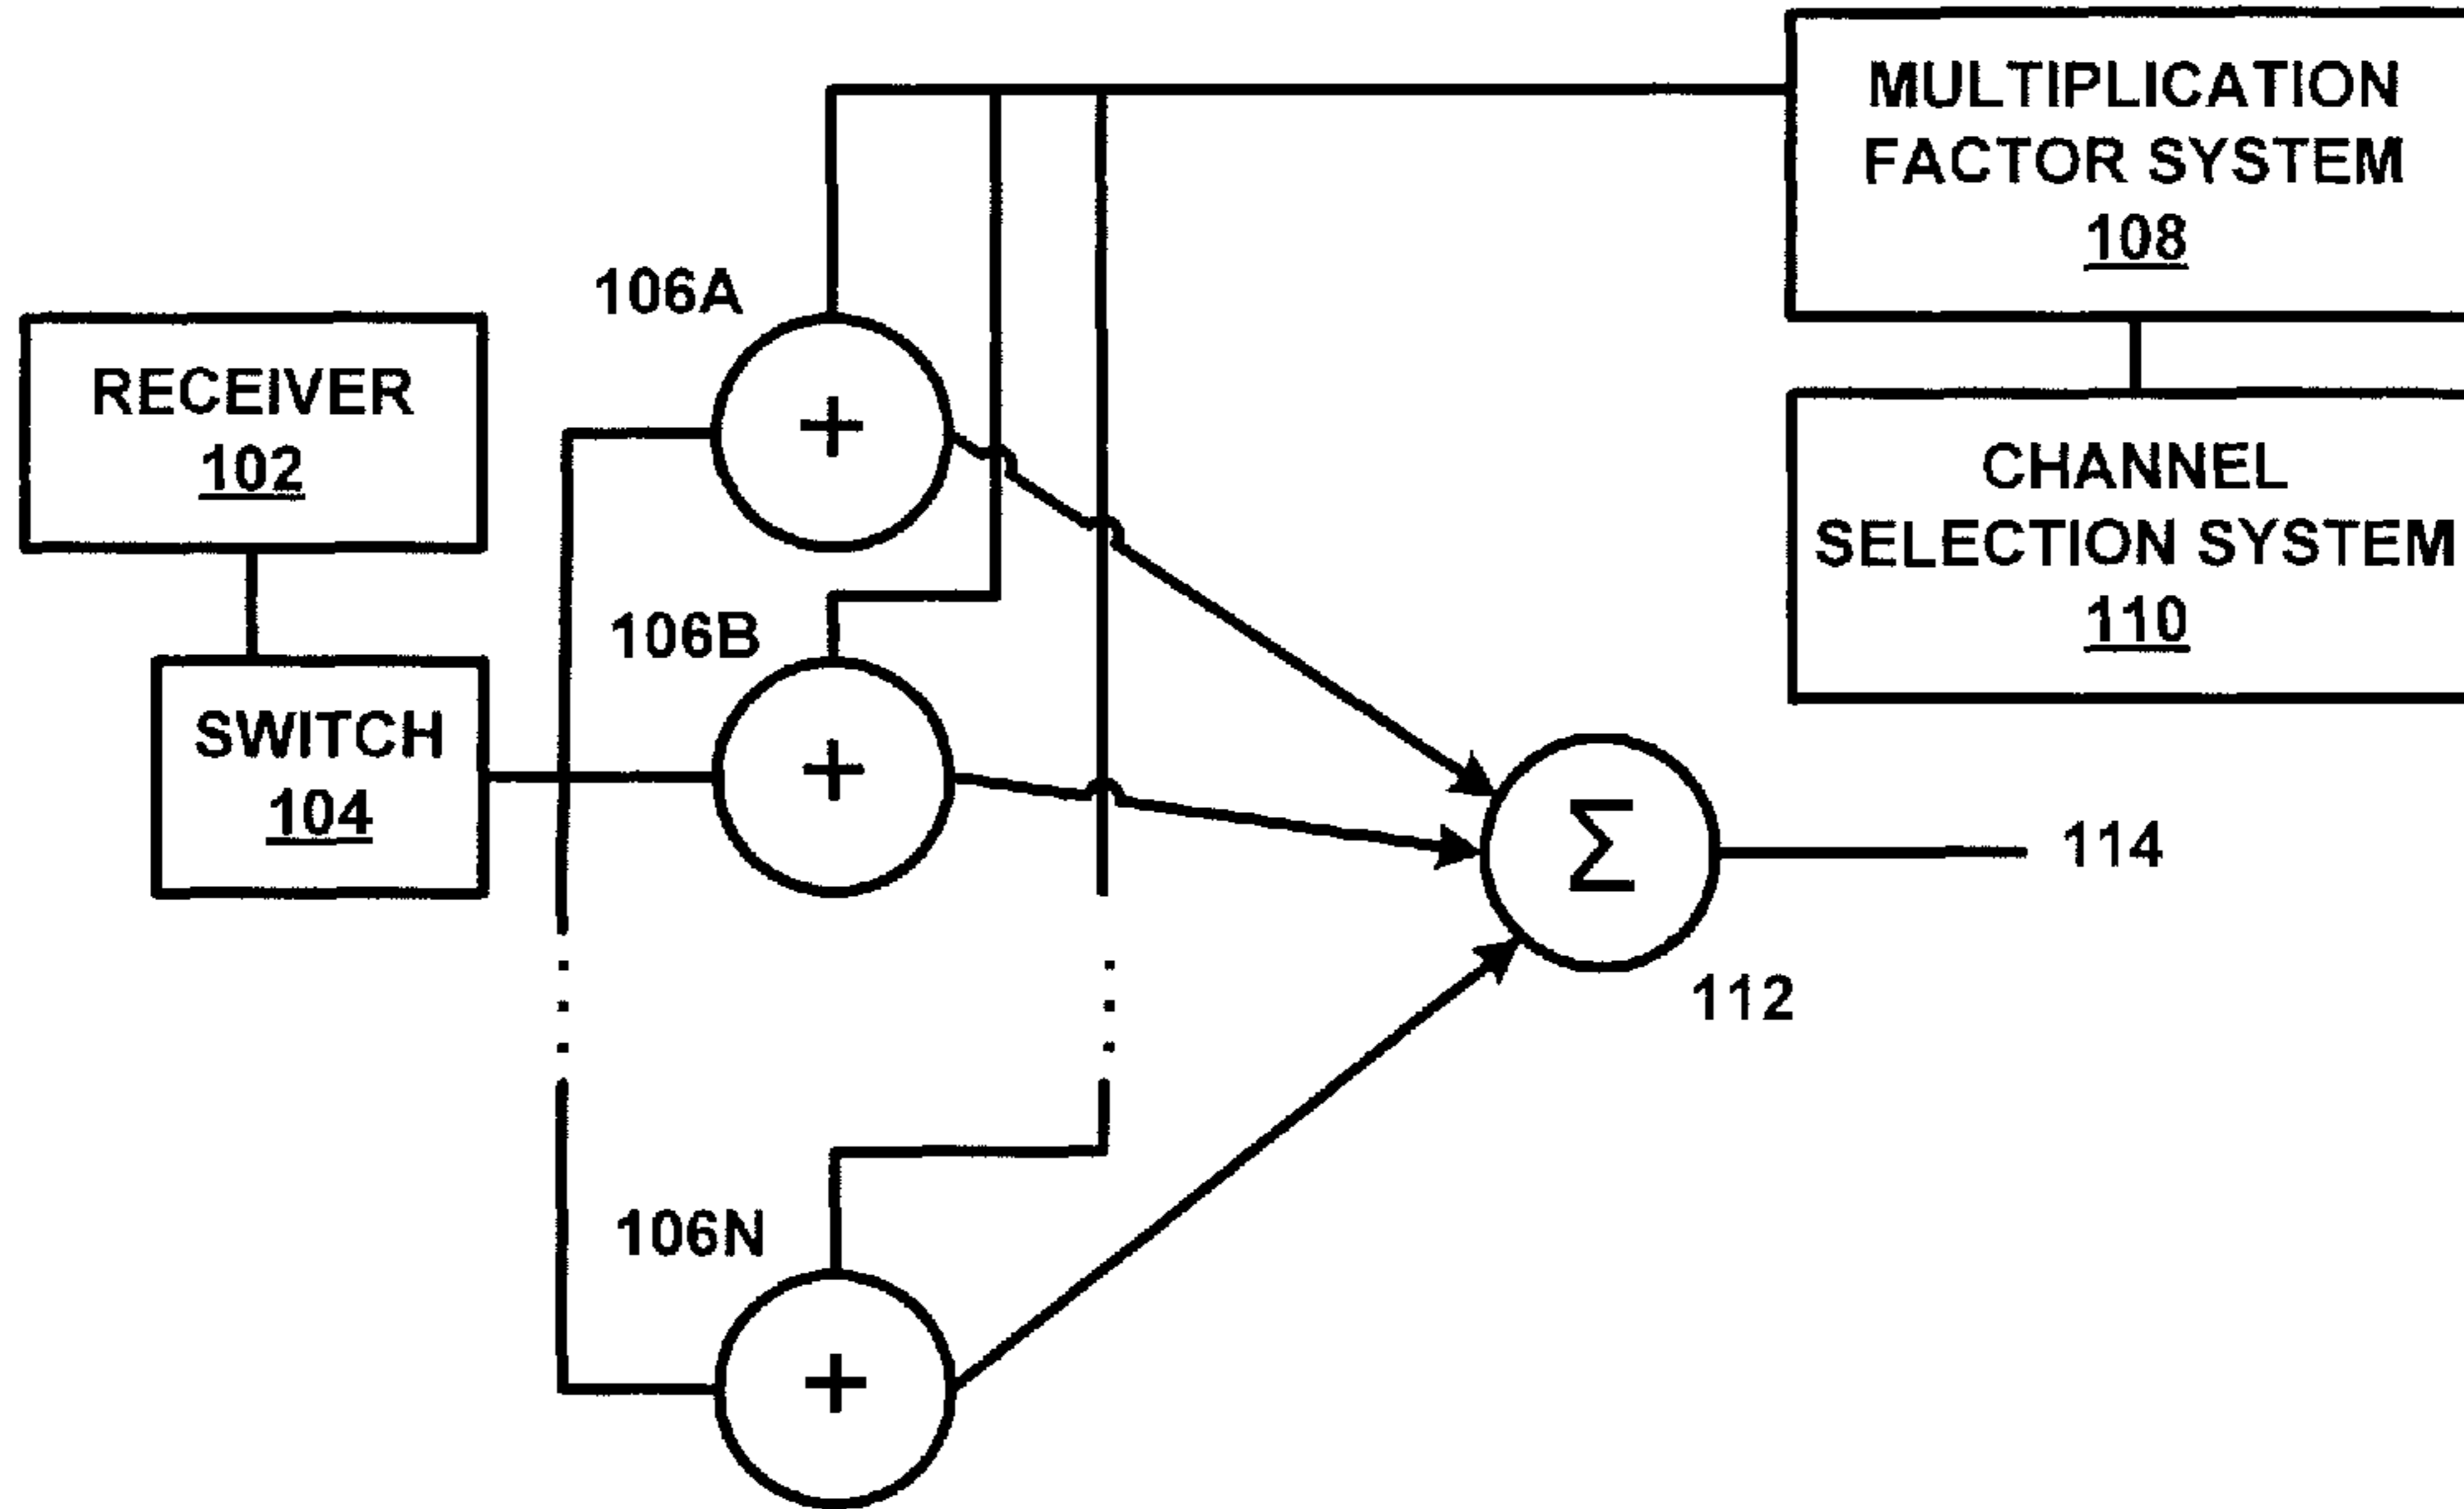 MULTIPLICATION
FACTOR SYSTEM
108
106A
RECEIVER
102
+
CHANNEL
SELECTION SYSTEM
110
106B
SWITCH
104
+
Σ
114
112
106N
+